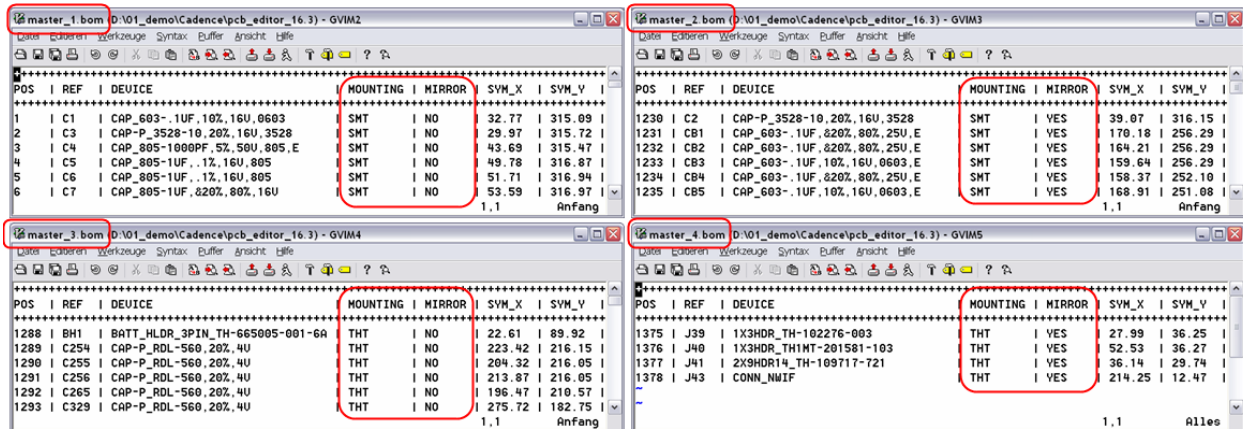 master_1.bom (D:\01_demo\Cadence\pcb_editor_16.3) - GVIM2
Datei Editieren Werkzeuge Syntax Puffer Ansicht Hilfe
POS | REF | DEVICE | MOUNTING | MIRROR | SYM_X | SYM_Y |
1 | C1 | CAP_603-.1UF,10%,16V,0603 | SMT | NO | 32.77 | 315.09 |
2 | C3 | CAP-P_3528-10,20%,16V,3528 | SMT | NO | 29.97 | 315.72 |
3 | C4 | CAP_805-1000PF,5%,50V,805,E | SMT | NO | 43.69 | 315.47 |
4 | C5 | CAP_805-1UF,.1%,16V,805 | SMT | NO | 49.78 | 316.87 |
5 | C6 | CAP_805-1UF,.1%,16V,805 | SMT | NO | 51.71 | 316.94 |
6 | C7 | CAP_805-1UF,&20%,80%,16V | SMT | NO | 53.59 | 316.97 |
1,1 Anfang
master_2.bom (D:\01_demo\Cadence\pcb_editor_16.3) - GVIM3
Datei Editieren Werkzeuge Syntax Puffer Ansicht Hilfe
POS | REF | DEVICE | MOUNTING | MIRROR | SYM_X | SYM_Y |
1230 | C2 | CAP-P_3528-10,20%,16V,3528 | SMT | YES | 39.07 | 316.15 |
1231 | CB1 | CAP_603-.1UF,&20%,80%,25V,E | SMT | YES | 170.18 | 256.29 |
1232 | CB2 | CAP_603-.1UF,&20%,80%,25V,E | SMT | YES | 164.21 | 256.29 |
1233 | CB3 | CAP_603-.1UF,10%,16V,0603,E | SMT | YES | 159.64 | 256.29 |
1234 | CB4 | CAP_603-.1UF,&20%,80%,25V,E | SMT | YES | 158.37 | 252.10 |
1235 | CB5 | CAP_603-.1UF,10%,16V,0603,E | SMT | YES | 168.91 | 251.08 |
1,1 Anfang
master_3.bom (D:\01_demo\Cadence\pcb_editor_16.3) - GVIM4
Datei Editieren Werkzeuge Syntax Puffer Ansicht Hilfe
POS | REF | DEVICE | MOUNTING | MIRROR | SYM_X | SYM_Y |
1288 | BH1 | BATT_HLDR_3PIN_TH-665005-001-6A | THT | NO | 22.61 | 89.92 |
1289 | C254 | CAP-P_RDL-560,20%,4V | THT | NO | 223.42 | 216.15 |
1290 | C255 | CAP-P_RDL-560,20%,4V | THT | NO | 204.32 | 216.05 |
1291 | C256 | CAP-P_RDL-560,20%,4V | THT | NO | 213.87 | 216.05 |
1292 | C265 | CAP-P_RDL-560,20%,4V | THT | NO | 196.47 | 210.57 |
1293 | C329 | CAP-P_RDL-560,20%,4V | THT | NO | 275.72 | 182.75 |
1,1 Anfang
master_4.bom (D:\01_demo\Cadence\pcb_editor_16.3) - GVIM5
Datei Editieren Werkzeuge Syntax Puffer Ansicht Hilfe
POS | REF | DEVICE | MOUNTING | MIRROR | SYM_X | SYM_Y |
1375 | J39 | 1X3HDR_TH-102276-003 | THT | YES | 27.99 | 36.25 |
1376 | J40 | 1X3HDR_TH1MT-201581-103 | THT | YES | 52.53 | 36.27 |
1377 | J41 | 2X9HDR14_TH-109717-721 | THT | YES | 36.14 | 29.74 |
1378 | J43 | CONN_NWIF | THT | YES | 214.25 | 12.47 |
~
~
1,1 Alles